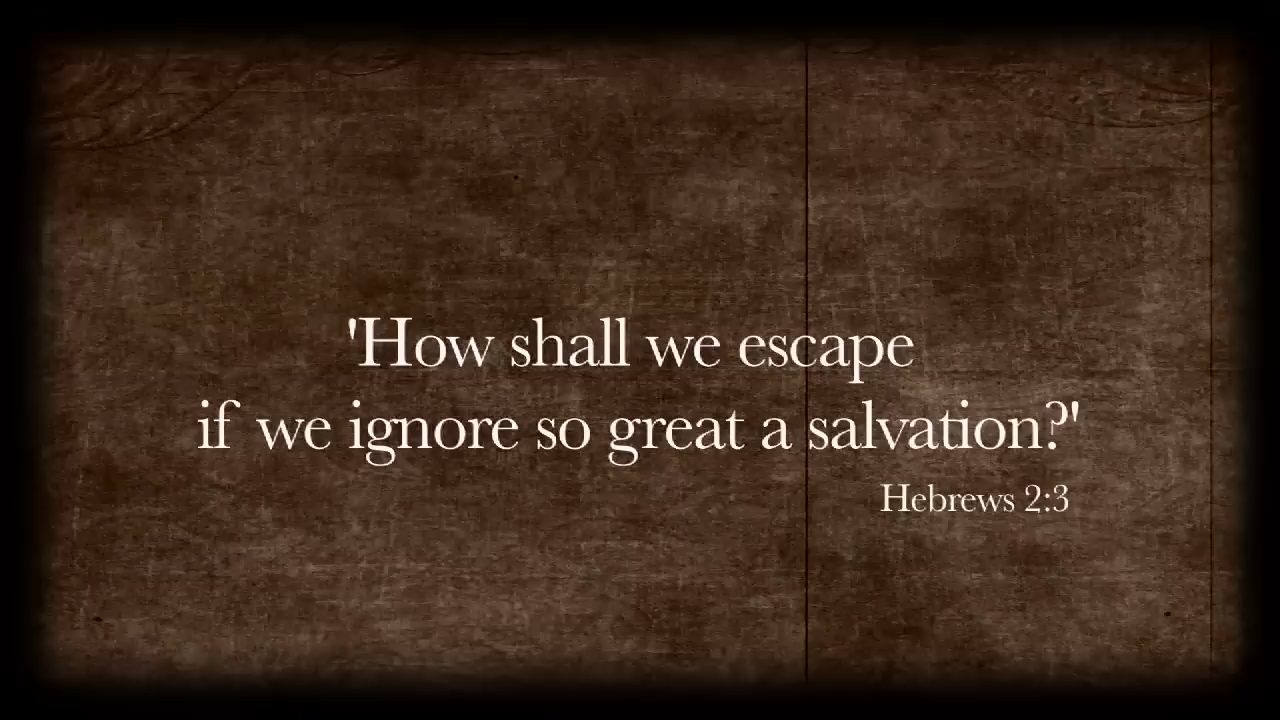 'How shall we escape
if we ignore so great a salvation?'
Hebrews 2:3